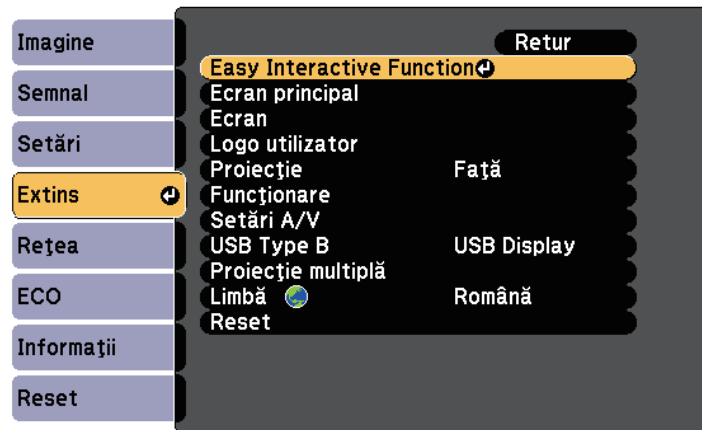 Imagine
Semnal
Setări
Extins
Reţea
ECO
Informaţii
Reset
Retur
Easy Interactive Function
Ecran principal
Ecran
Logo utilizator
Proiecţie Faţă
Funcţionare
Setări A/V
USB Type B USB Display
Proiecţie multiplă
Limbă Română
Reset